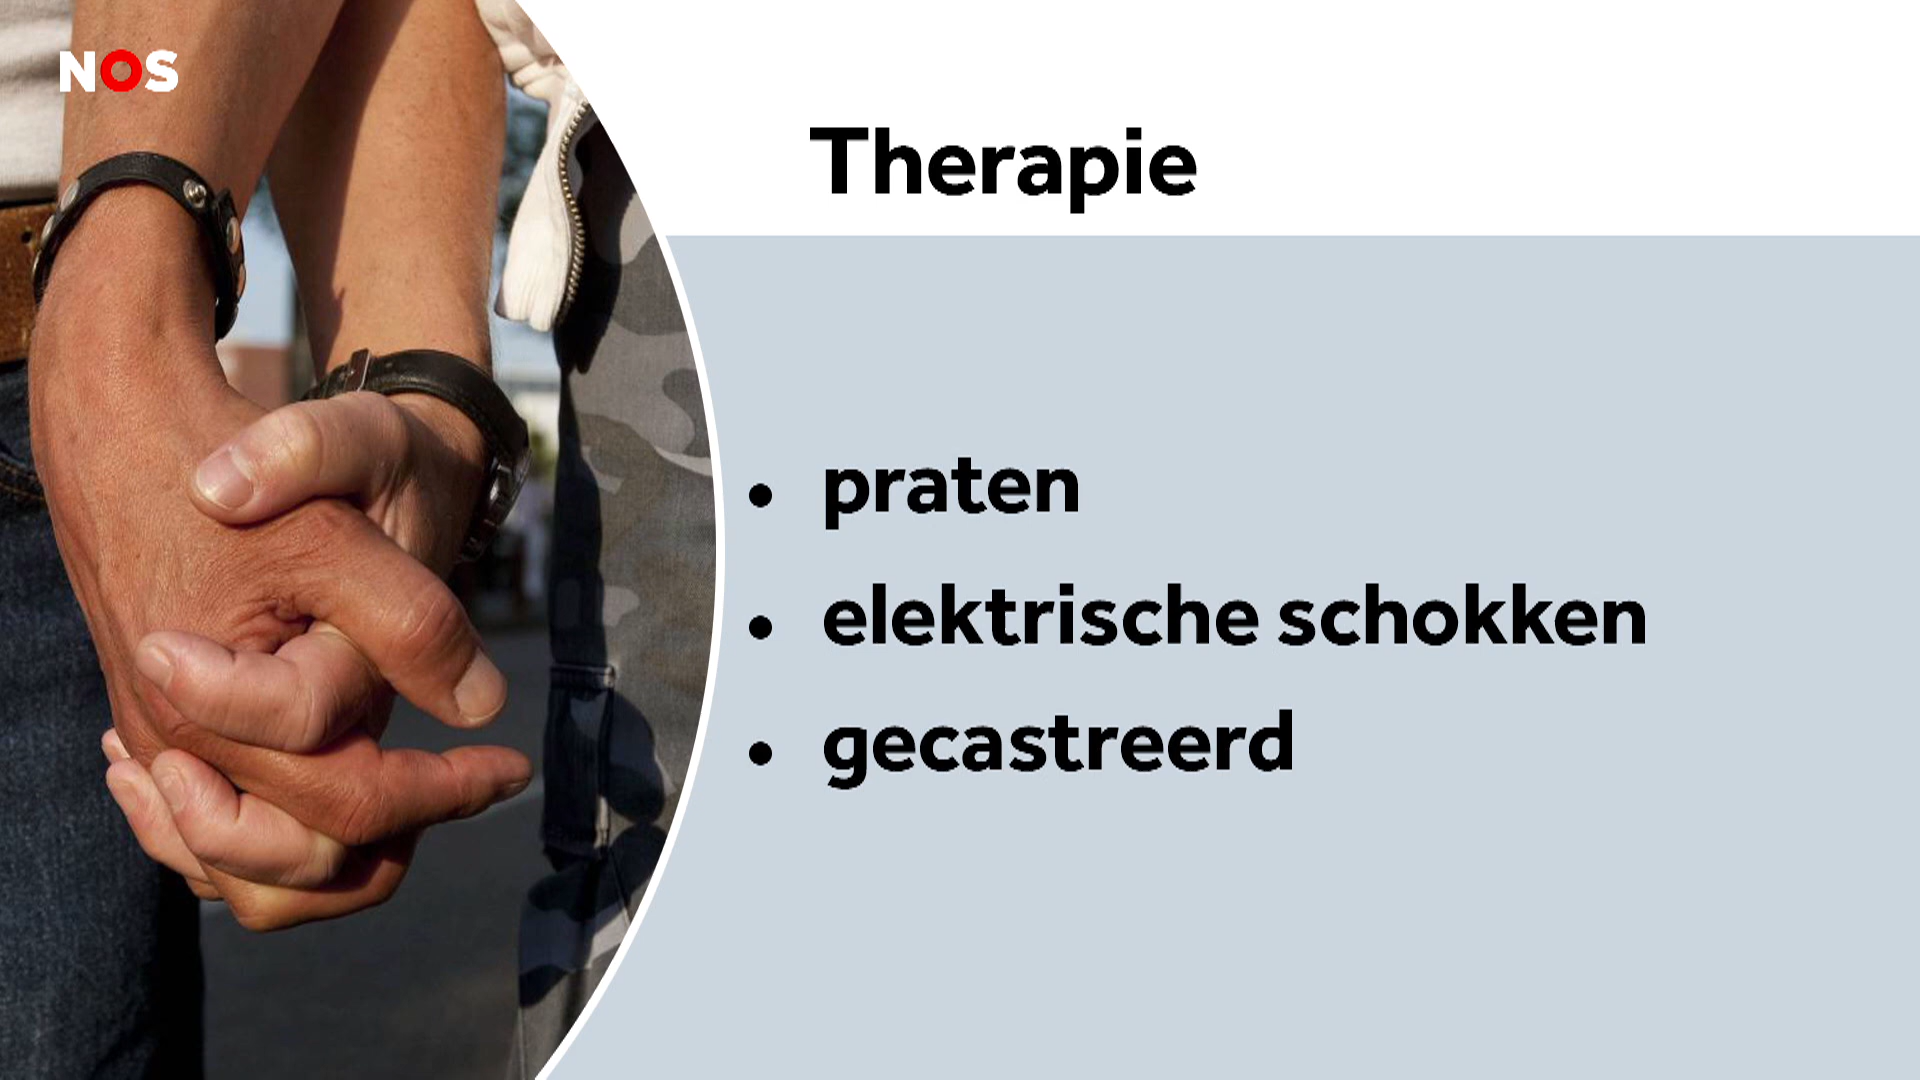 NOS
Therapie
• praten
• elektrische schokken
• gecastreerd